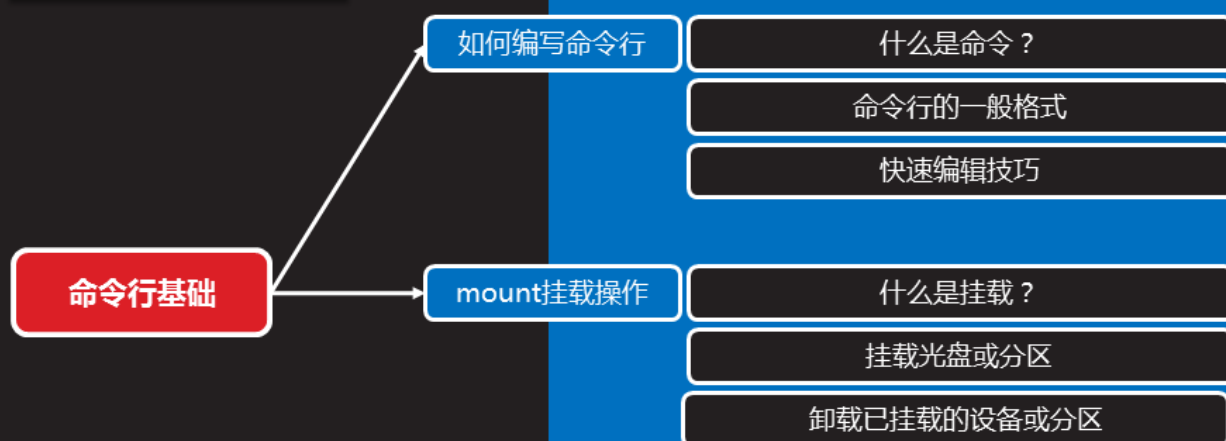 如何编写命令行
什么是命令？
命令行的一般格式
快速编辑技巧
命令行基础
mount挂载操作
什么是挂载？
挂载光盘或分区
卸载已挂载的设备或分区